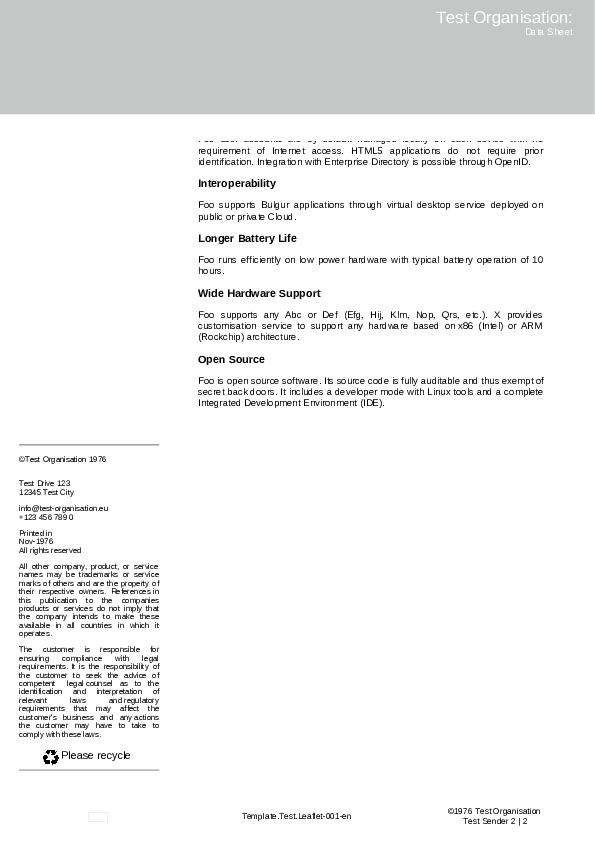 Test Organisation:
Data Sheet
requirement of Internet access. HTML5 applications do not require prior
identification. Integration with Enterprise Directory is possible through OpenID.
Interoperability
Foo supports Bulgur applications through virtual desktop service deployed on
public or private Cloud.
Longer Battery Life
Foo runs efficiently on low power hardware with typical battery operation of 10
hours.
Wide Hardware Support
Foo supports any Abc or Def (Efg, Hij, Klm, Nop, Qrs, etc.). X provides
customisation service to support any hardware based on x86 (Intel) or ARM
(Rockchip) architecture.
Open Source
Foo is open source software. Its source code is fully auditable and thus exempt of
secret backdoors. It includes a developer mode with Linux tools and a complete
Integrated Development Environment (IDE).
©Test Organisation 1976
Test Drive 123
12345 Test City
info@test-organisation.eu
+123 456 789 0
Printed in
Nov-1976
All rights reserved
All other company, product, or service
names may be trademarks or service
marks of others and are the property of
their respective owners. References in
this publication to the companies
products or services do not imply that
the company intends to make these
available in all countries in which it
operates.
The customer is responsible for
ensuring compliance with legal
requirements. It is the responsibility of
the customer to seek the advice of
competent legal counsel as to the
identification and interpretation of
relevant laws and regulatory
requirements that may affect the
customer's business and any actions
the customer may have to take to
comply with these laws.
Please recycle
Template.Test.Leaflet-001-en
©1976 Test Organisation
Test Sender 2 | 2